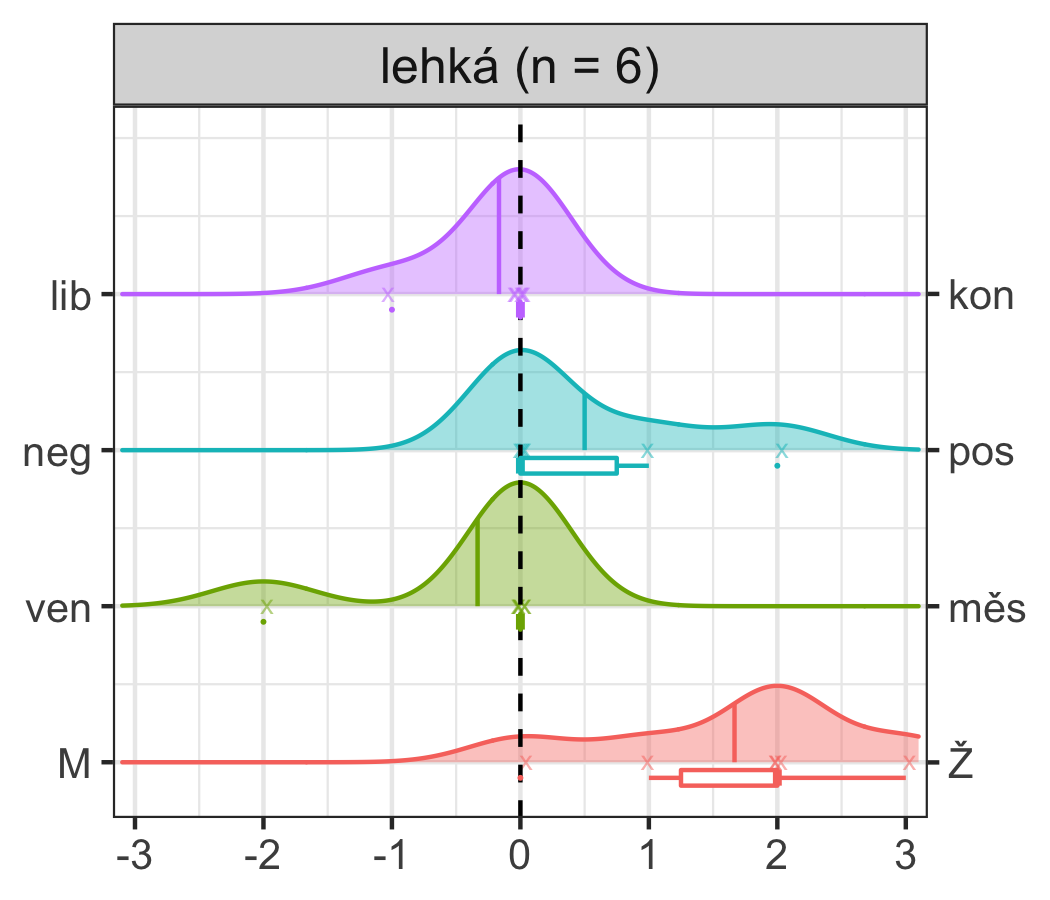 lehká (n = 6)
lib kon
neg pos
ven měs
M Ž
-3 -2 -1 0 1 2 3